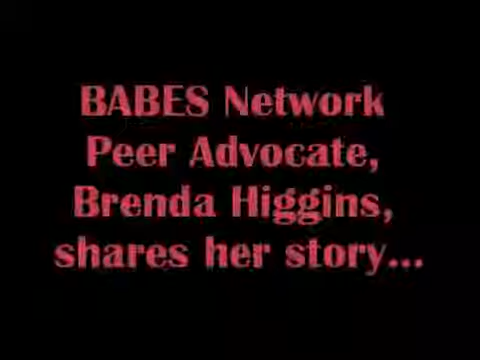 BABES Network
Peer Advocate,
Brenda Higgins,
shares her story...